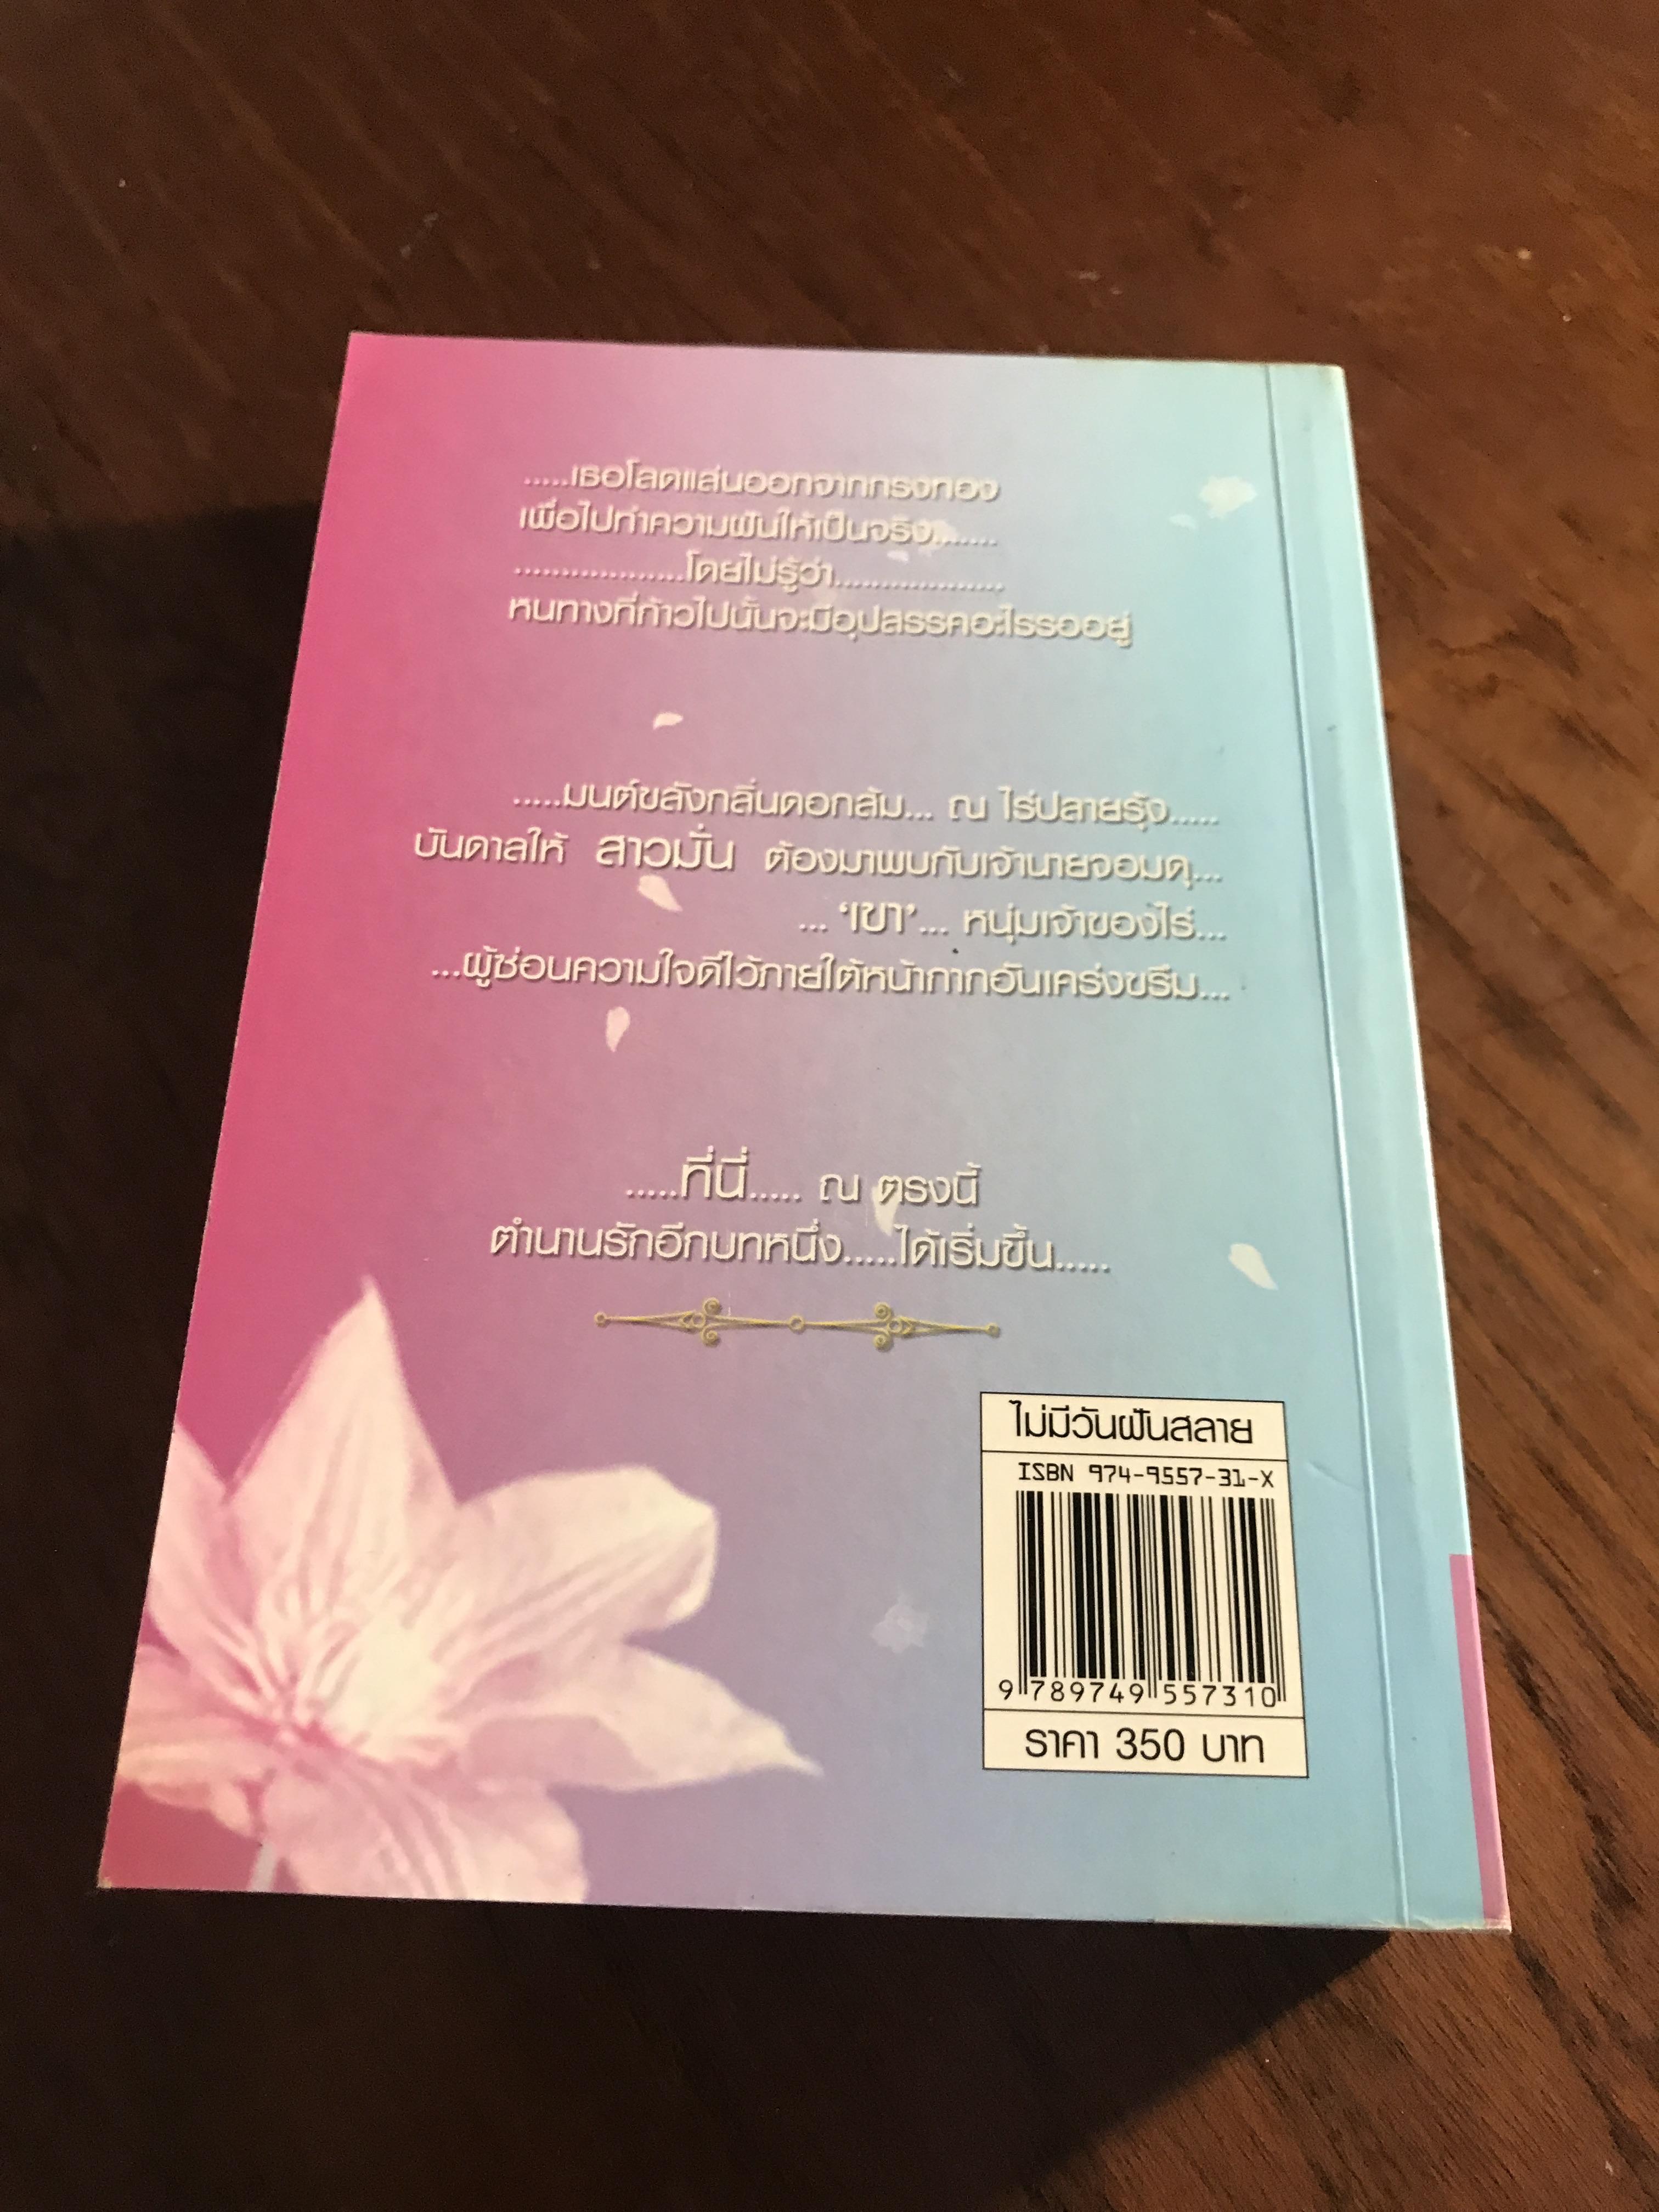 .....เธอโลดแล่นออกจากกรงทอง
เพื่อไปทำความฝันให้เป็นจริง.......
..................โดยไม่รู้ว่า..................
หนทางที่ก้าวไปนั้นจะมีอุปสรรคอะไรรออยู่
.....มนต์ขลังกลิ่นดอกส้ม... ณ ไร่ปลายรุ้ง.....
บันดาลให้ สาวมั่น ต้องมาพบกับเจ้านายจอมดุ...
... ‘เขา’... หนุ่มเจ้าของไร่...
...ผู้ซ่อนความใจดีไว้ภายใต้หน้ากากอันเคร่งขรึม...
.....ที่นี่..... ณ ตรงนี้
ตำนานรักอีกบทหนึ่ง.....ได้เริ่มขึ้น.....
ไม่มีวันฝันสลาย
ISBN 974-9557-31-X
9 789749 557310
ราคา 350 บาท